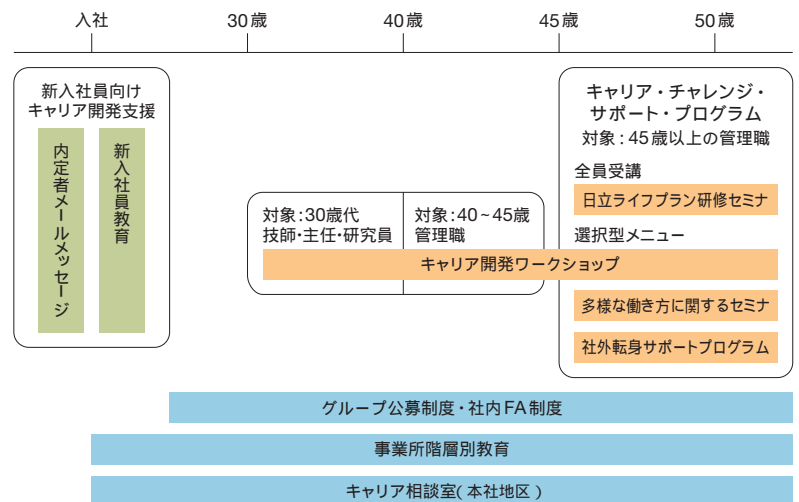 入社
30歳
40歳
45歳
50歳
新入社員向け
キャリア開発支援
内定者メールメッセージ
新入社員教育
対象：30歳代
技師・主任・研究員
対象：40~45歳
管理職
キャリア・チャレンジ・
サポート・プログラム
対象：45歳以上の管理職
全員受講
日立ライフプラン研修セミナ
選択型メニュー
キャリア開発ワークショップ
多様な働き方に関するセミナ
社外転身サポートプログラム
グループ公募制度・社内FA制度
事業所階層別教育
キャリア相談室(本社地区)